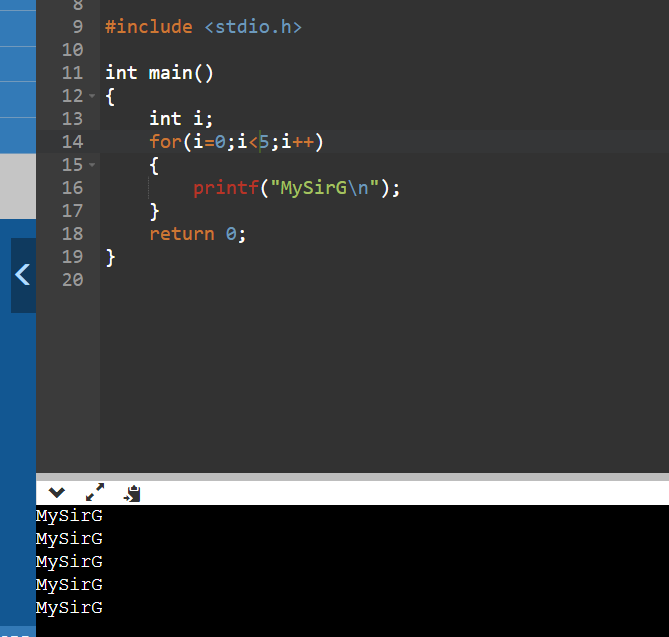 8
9 #include <stdio.h>
10
11 int main()
12 {
13     int i;
14     for(i=0;i<5;i++)
15     {
16         printf("MySirG\n");
17     }
18     return 0;
19 }
20
MySirG
MySirG
MySirG
MySirG
MySirG